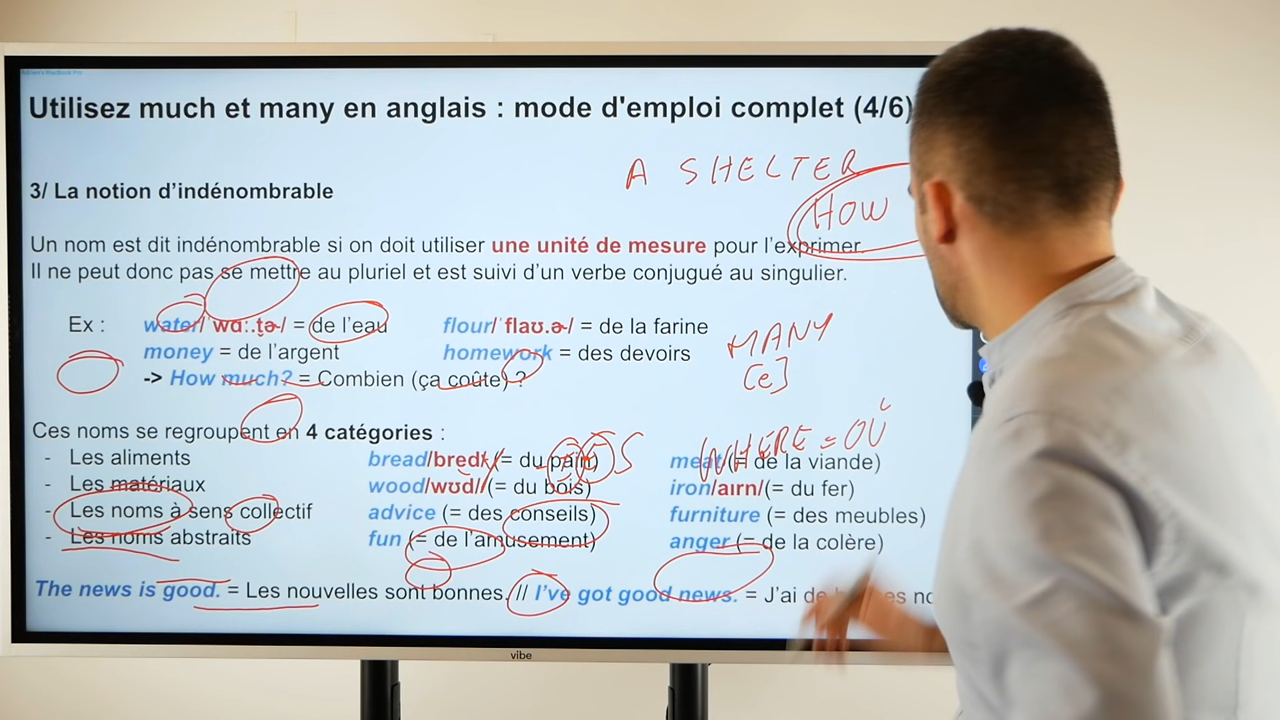 Utilisez much et many en anglais : mode d'emploi complet (4/6)
A SHELTER
3/ La notion d'indénombrable
HOW
Un nom est dit indénombrable si on doit utiliser une unité de mesure pour l'exprimer.
Il ne peut donc pas se mettre au pluriel et est suivi d'un verbe conjugué au singulier.
Ex : water/ˈwɑː.t̬ɚ/ = de l'eau flour/ˈflaʊ.ɚ/ = de la farine
MANY
money = de l'argent homework = des devoirs
[e]
-> How much? = Combien (ça coûte) ?
WHERE = OÙ
Ces noms se regroupent en 4 catégories :
- Les aliments bread/bred/(= du pain) S meat/(= de la viande)
- Les matériaux wood/wʊd/(= du bois) iron/aɪrn/(= du fer)
- Les noms à sens collectif advice (= des conseils) furniture (= des meubles)
- Les noms abstraits fun (= de l'amusement) anger (= de la colère)
The news is good. = Les nouvelles sont bonnes. // I've got good news. = J'ai de
vibe